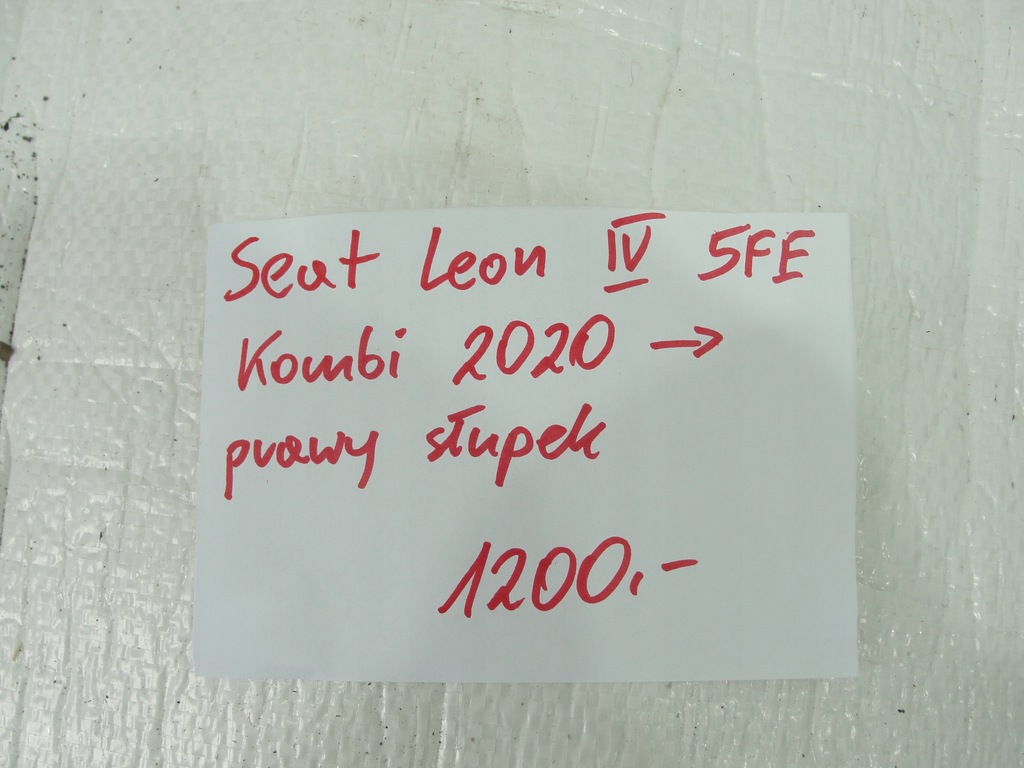 Seat Leon IV 5FE
Kombi 2020 →
prawy słupek
1200,-